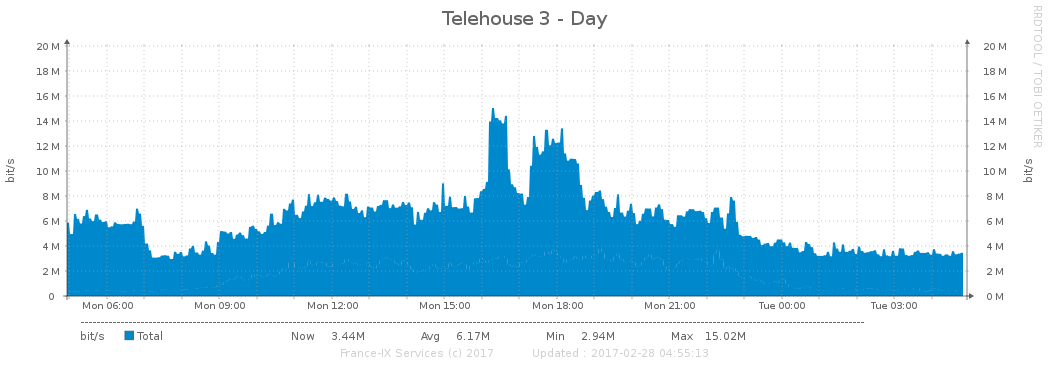 Telehouse 3 - Day
RRDTOOL / TOBI OETIKER
bit/s
bit/s
20 M 20 M
18 M 18 M
16 M 16 M
14 M 14 M
12 M 12 M
10 M 10 M
8 M 8 M
6 M 6 M
4 M 4 M
2 M 2 M
0 0 M
Mon 06:00 Mon 09:00 Mon 12:00 Mon 15:00 Mon 18:00 Mon 21:00 Tue 00:00 Tue 03:00
bit/s Total Now 3.44M Avg 6.17M Min 2.94M Max 15.02M
France-IX Services (c) 2017 Updated : 2017-02-28 04:55:13